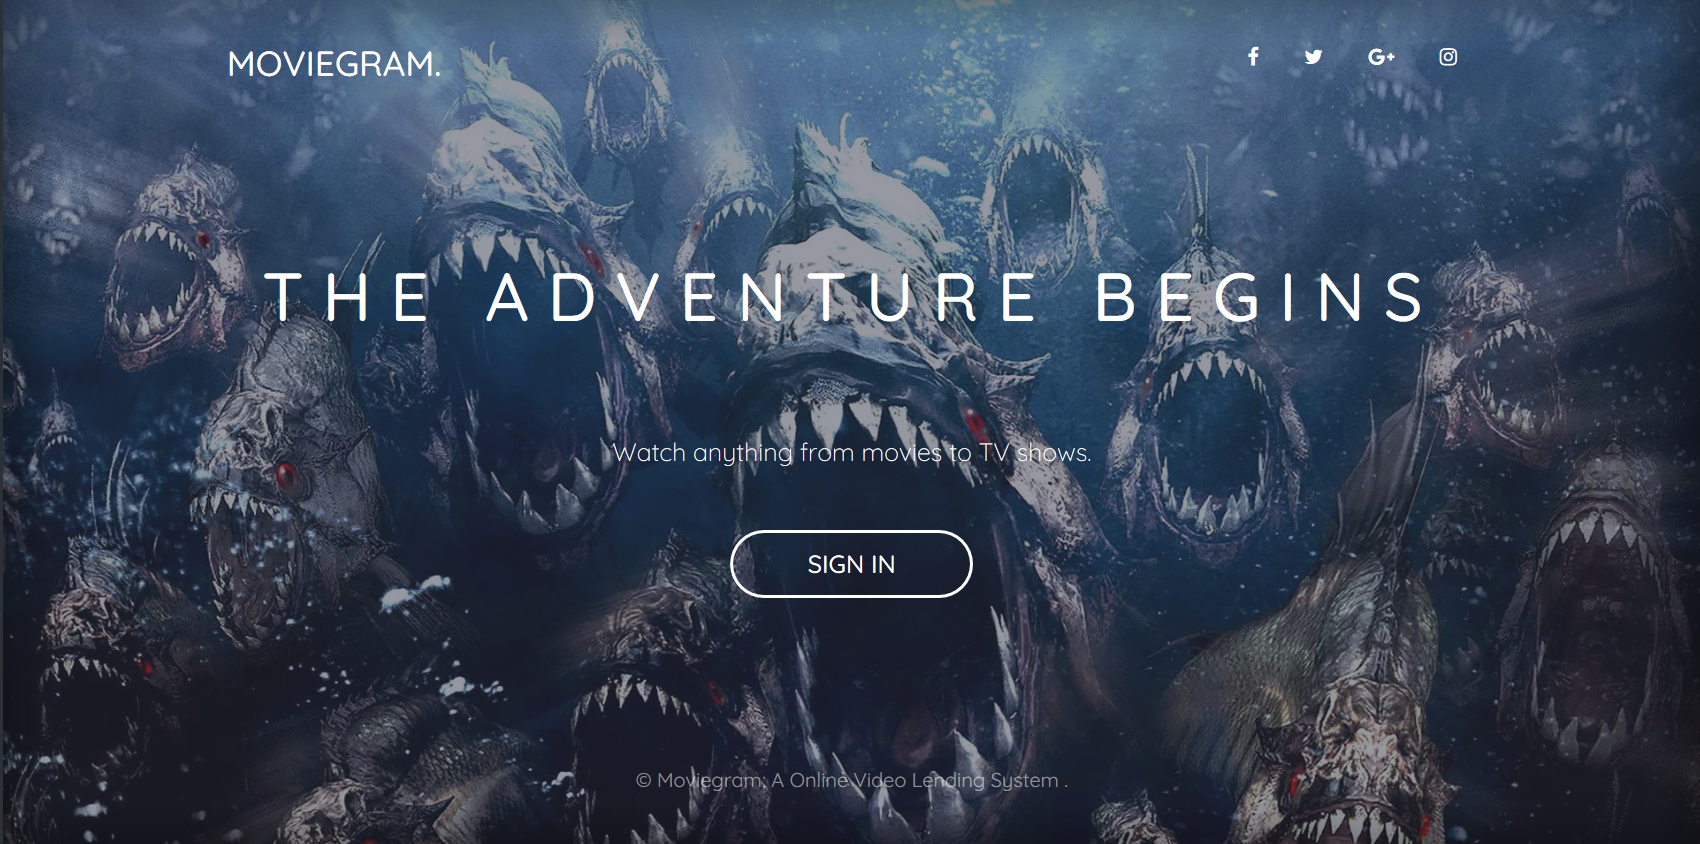 MOVIEGRAM.
THE ADVENTURE BEGINS
Watch anything from movies to TV shows.
SIGN IN
© Moviegram; A Online Video Lending System .